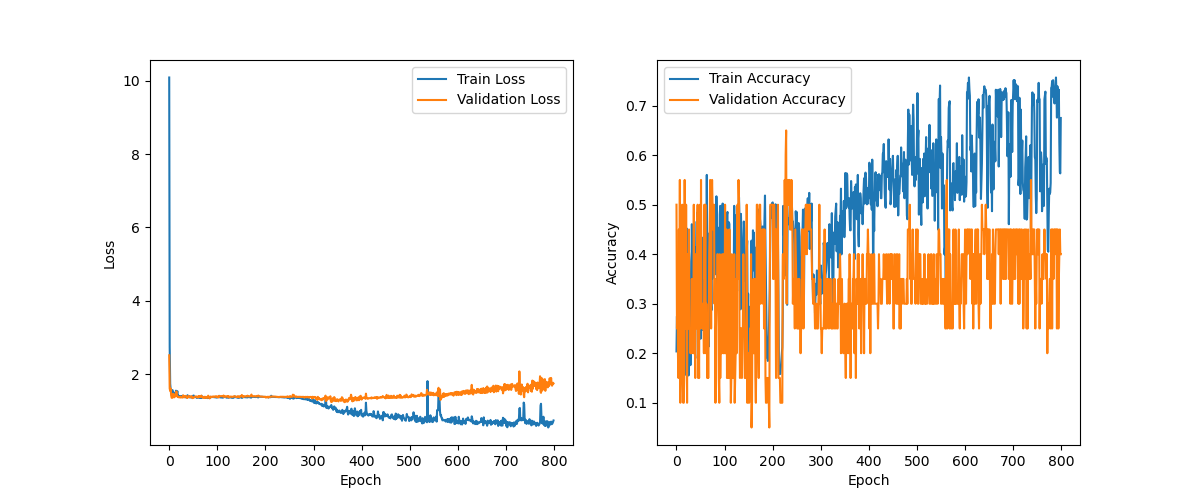 Train Loss
Validation Loss
10
8
6
4
2
Loss
0 100 200 300 400 500 600 700 800
Epoch
Train Accuracy
Validation Accuracy
0.7
0.6
0.5
0.4
0.3
0.2
0.1
Accuracy
0 100 200 300 400 500 600 700 800
Epoch